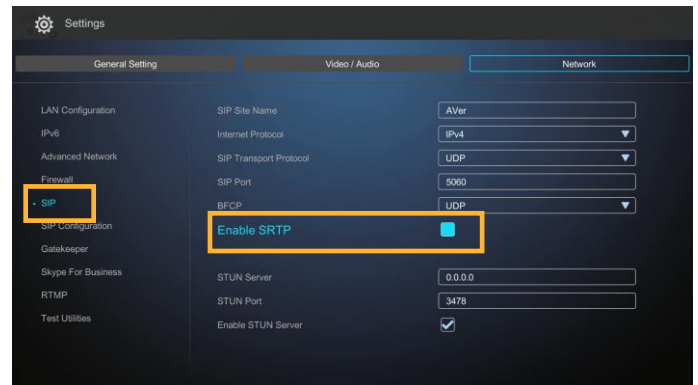 Settings
General Setting Video / Audio Network
LAN Configuration SIP Site Name AVer
IPv6 Internet Protocol IPv4
Advanced Network SIP Transport Protocol UDP
Firewall SIP Port 5060
SIP BFCP UDP
SIP Configuration Enable SRTP
Gatekeeper
Skype For Business STUN Server 0.0.0.0
RTMP STUN Port 3478
Test Utilities Enable STUN Server